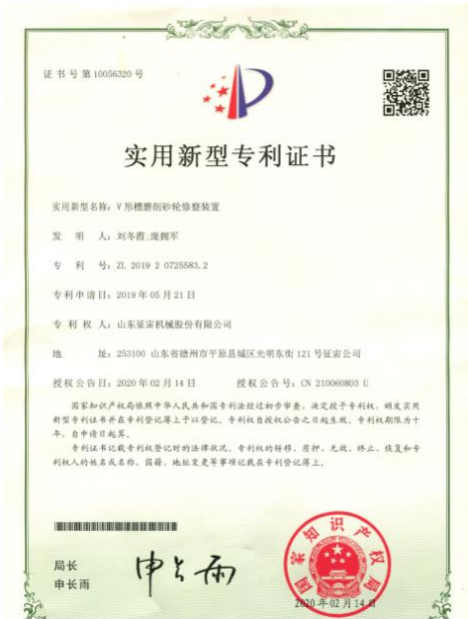 证书号第10056320号
实用新型专利证书
实用新型名称：V形槽磨削砂轮修整装置
发 明 人：刘冬霞;庞拥军
专 利 号：ZL 2019 2 0725583.2
专利申请日：2019年05月21日
专 利 权 人：山东征宙机械股份有限公司
地 址：253100 山东省德州市平原县城区光明东街121号征宙公司
授权公告日：2020年02月14日 授权公告号：CN 210060803 U
国家知识产权局依照中华人民共和国专利法经过初步审查，决定授予专利权，颁发实用
新型专利证书并在专利登记簿上予以登记。专利权自授权公告之日起生效。专利权期限为十
年，自申请日起算。
专利证书记载专利权登记时的法律状况。专利权的转移、质押、无效、终止、恢复和专
利权人的姓名或名称、国籍、地址变更等事项记载在专利登记簿上。
局长
申长雨
申长雨
国家知识产权局
2020年02月14日